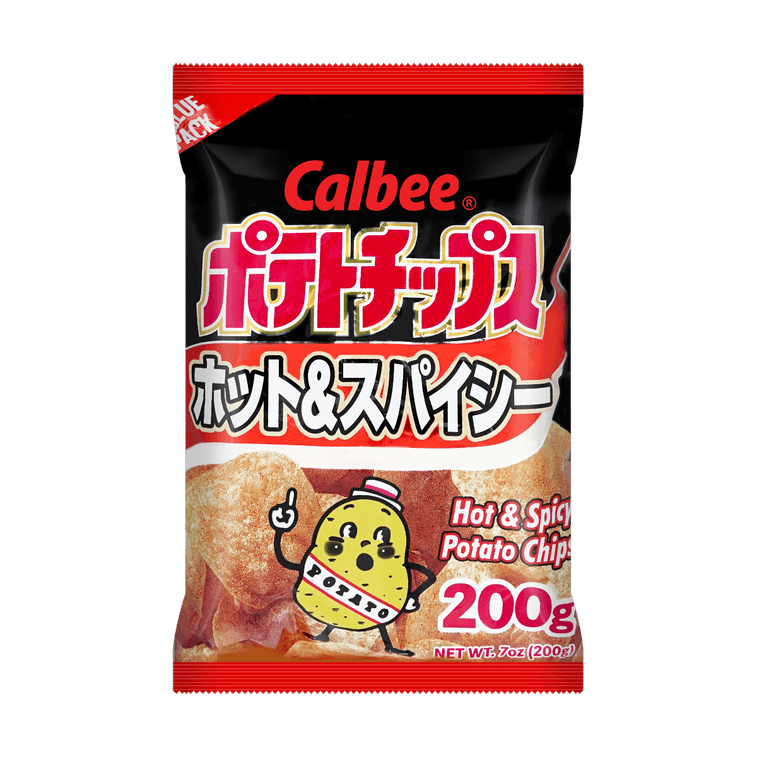 VALUE
PACK
Calbee®
ポテトチップス
ホット&スパイシー
Hot & Spicy
Potato Chips
POTATO
200g
NET WT. 7oz (200g)